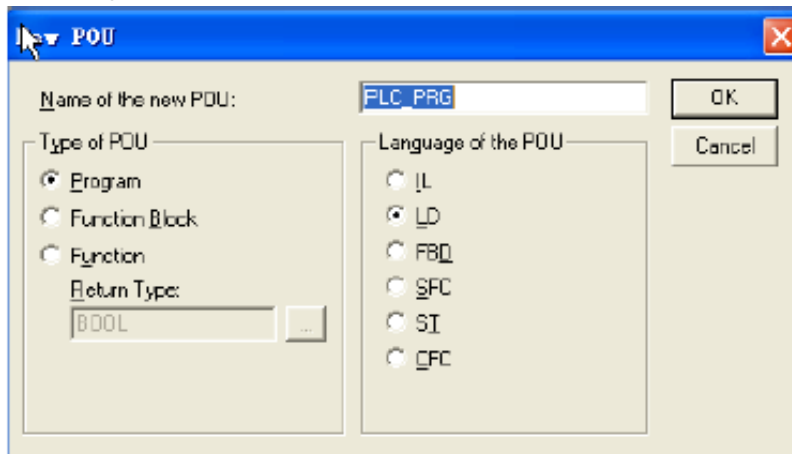 New POU
Name of the new POU:
PLC_PRG
OK
Cancel
Type of POU
Program
Function Block
Function
Return Type:
BOOL
...
Language of the POU
IL
LD
FBD
SFC
ST
CFC